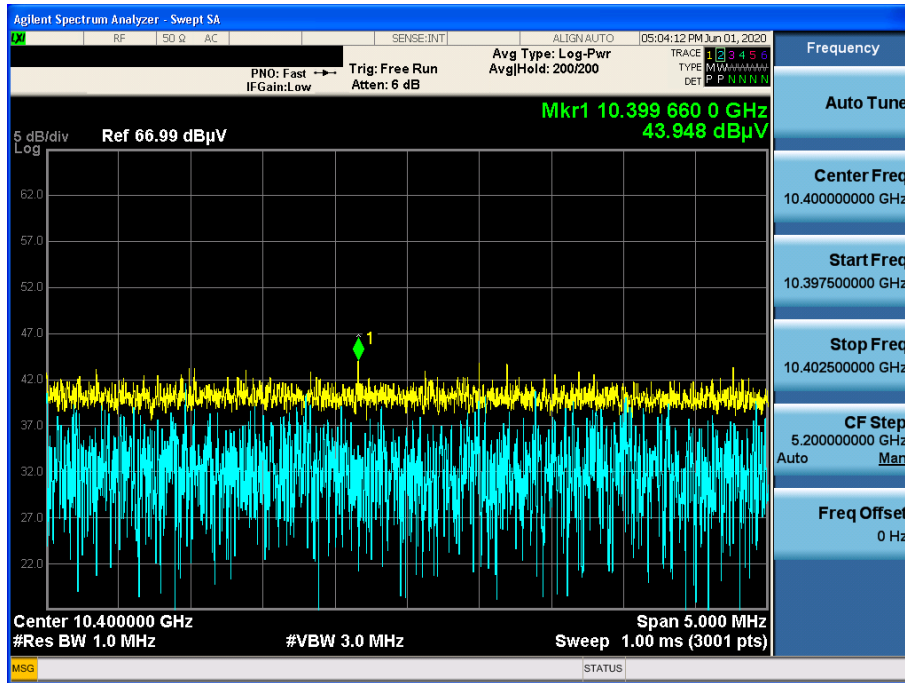 Agilent Spectrum Analyzer - Swept SA
LXI RF 50 Ω AC SENSE:INT ALIGN AUTO 05:04:12 PM Jun 01, 2020
PNO: Fast
IFGain:Low
Trig: Free Run
Atten: 6 dB
Avg Type: Log-Pwr
Avg|Hold: 200/200
TRACE 1 2 3 4 5 6
TYPE M W W W W W
DET P P N N N N
Mkr1 10.399 660 0 GHz
43.948 dBµV
5 dB/div Ref 66.99 dBµV
Log
62.0
57.0
52.0
47.0
42.0
37.0
32.0
27.0
22.0
1
Center 10.400000 GHz Span 5.000 MHz
#Res BW 1.0 MHz #VBW 3.0 MHz Sweep 1.00 ms (3001 pts)
MSG STATUS
Frequency
Auto Tune
Center Freq
10.400000000 GHz
Start Freq
10.397500000 GHz
Stop Freq
10.402500000 GHz
CF Step
5.200000000 GHz
Auto Man
Freq Offset
0 Hz